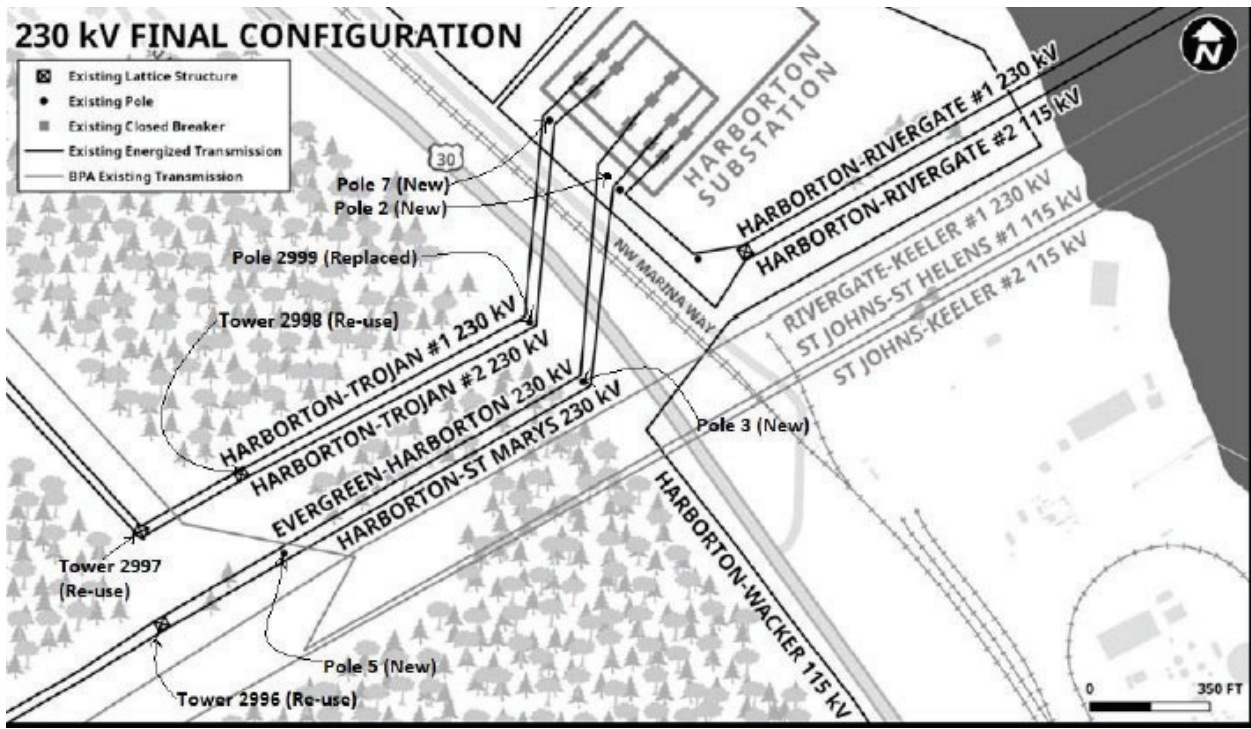 230 kV FINAL CONFIGURATION
Existing Lattice Structure
Existing Pole
Existing Closed Breaker
Existing Energized Transmission
BPA Existing Transmission
N
30
HARBORTON
SUBSTATION
HARBORTON-RIVERGATE #1 230 kV
HARBORTON-RIVERGATE #2 115 kV
Pole 7 (New)
Pole 2 (New)
Pole 2999 (Replaced)
Tower 2998 (Re-use)
NW MARINA WAY
RIVERGATE-KEELER #1 230 kV
ST JOHNS-ST HELENS #1 115 kV
ST JOHNS-KEELER #2 115 kV
HARBORTON-TROJAN #1 230 kV
HARBORTON-TROJAN #2 230 kV
EVERGREEN-HARBORTON 230 kV
HARBORTON-ST MARYS 230 kV
Pole 3 (New)
HARBORTON-WACKER 115 kV
Tower 2997
(Re-use)
Pole 5 (New)
Tower 2996 (Re-use)
0 350 FT